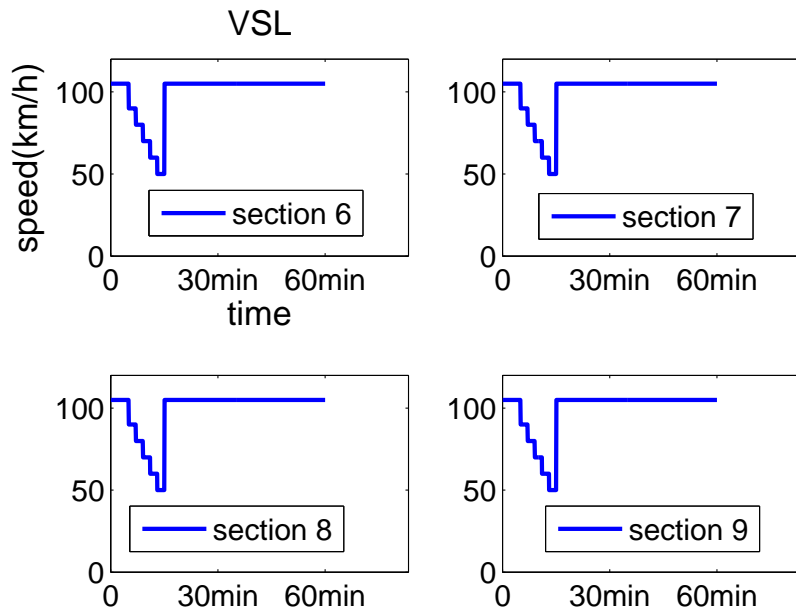 VSL
speed(km/h)
100
50
0
section 6
0 30min 60min
time
100
50
0
section 7
0 30min 60min
100
50
0
section 8
0 30min 60min
100
50
0
section 9
0 30min 60min